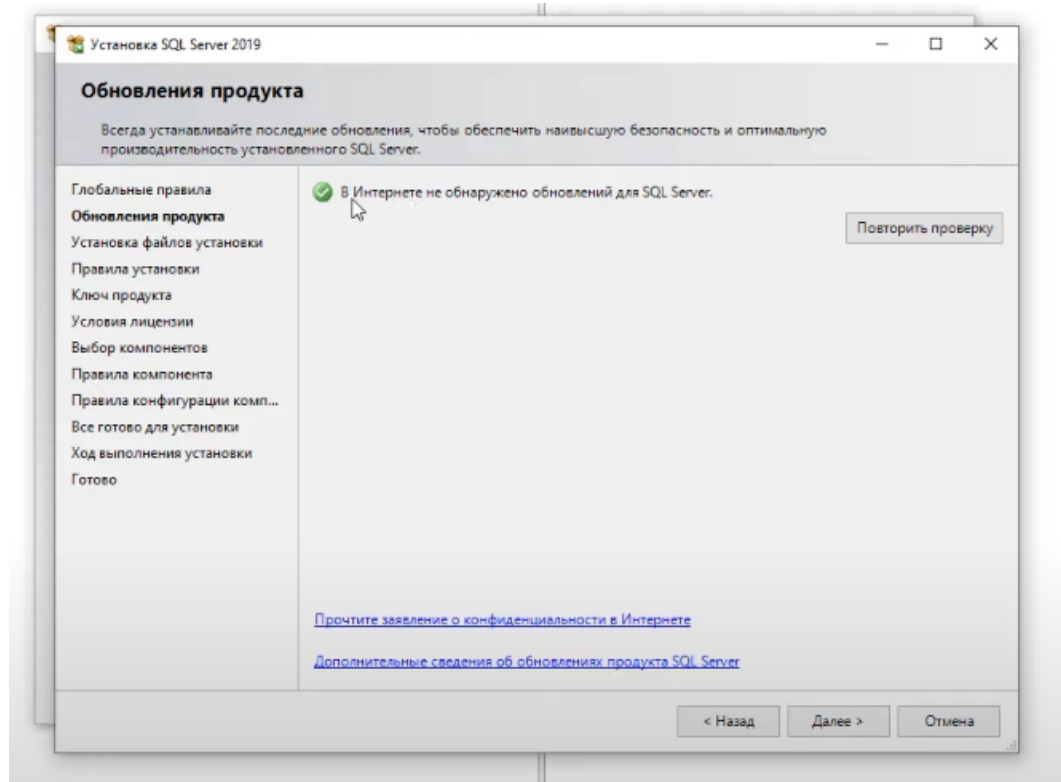 Установка SQL Server 2019
Обновления продукта
Всегда устанавливайте последние обновления, чтобы обеспечить наивысшую безопасность и оптимальную
производительность установленного SQL Server.
Глобальные правила
Обновления продукта
Установка файлов установки
Правила установки
Ключ продукта
Условия лицензии
Выбор компонентов
Правила компонента
Правила конфигурации комп...
Все готово для установки
Ход выполнения установки
Готово
В Интернете не обнаружено обновлений для SQL Server.
Повторить проверку
Прочтите заявление о конфиденциальности в Интернете
Дополнительные сведения об обновлениях продукта SQL Server
< Назад
Далее >
Отмена